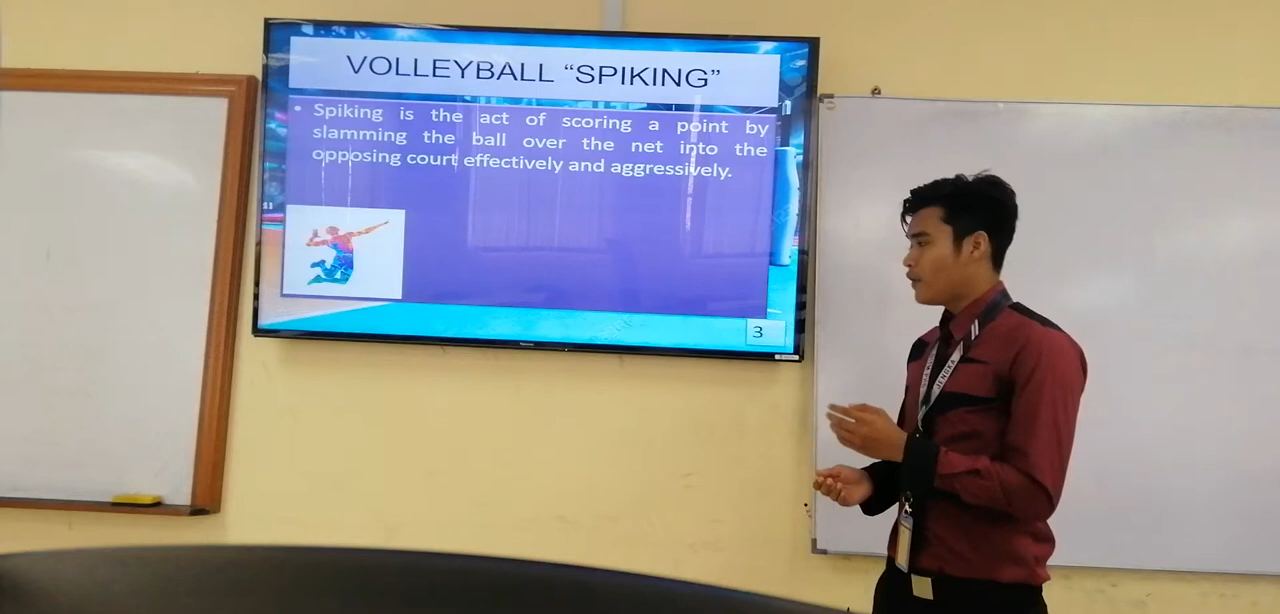 VOLLEYBALL “SPIKING”
• Spiking is the act of scoring a point by
slamming the ball over the net into the
opposing court effectively and aggressively.
3
JENGKA